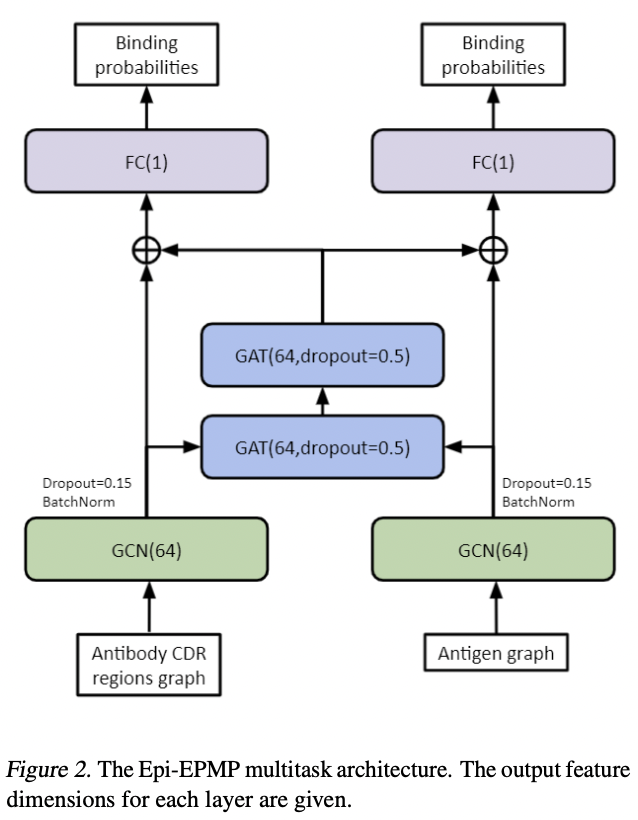 Binding
probabilities
Binding
probabilities
FC(1)
FC(1)
GAT(64,dropout=0.5)
GAT(64,dropout=0.5)
Dropout=0.15
BatchNorm
Dropout=0.15
BatchNorm
GCN(64)
GCN(64)
Antibody CDR
regions graph
Antigen graph
Figure 2. The Epi-EPMP multitask architecture. The output feature
dimensions for each layer are given.